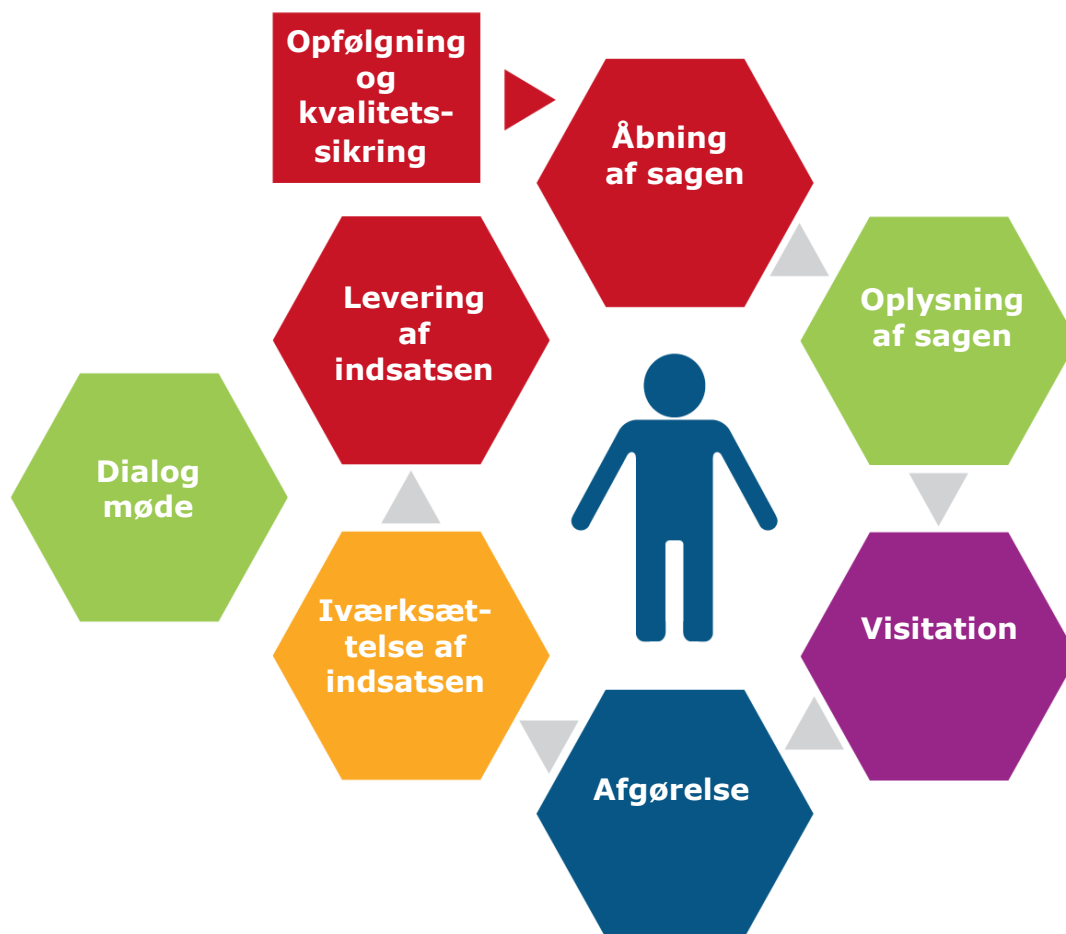 Opfølgning
og
kvalitets-
sikring
Åbning
af sagen
Oplysning
af sagen
Visitation
Afgørelse
Iværksæt-
telse af
indsatsen
Levering
af
indsatsen
Dialog
møde